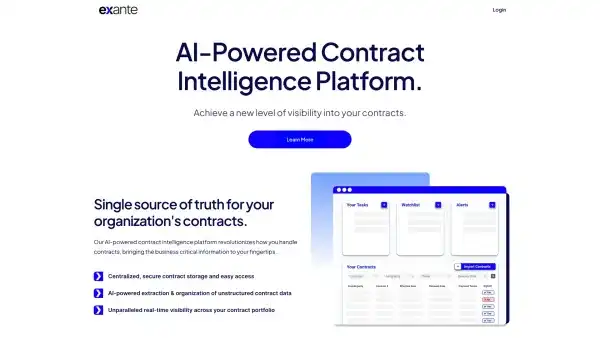 exante
Login
AI-Powered Contract
Intelligence Platform.
Achieve a new level of visibility into your contracts.
Learn More
Single source of truth for your
organization's contracts.
Our AI-powered contract intelligence platform revolutionizes how you handle
contracts, bringing the business critical information to your fingertips.
Centralized, secure contract storage and easy access
AI-powered extraction & organization of unstructured contract data
Unparalleled real-time visibility across your contract portfolio
Your Tasks
Watchlist
Alerts
Your Contracts
Import Contracts